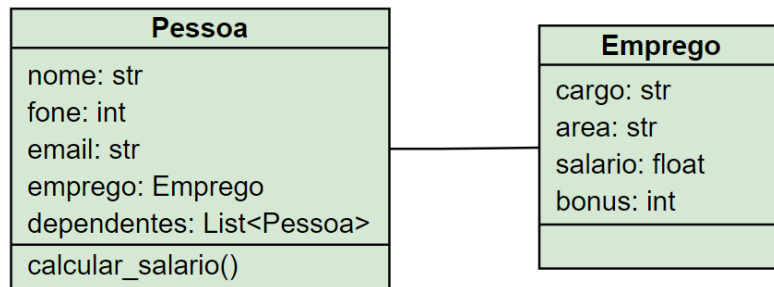 Pessoa
nome: str
fone: int
email: str
emprego: Emprego
dependentes: List<Pessoa>
calcular_salario()
Emprego
cargo: str
area: str
salario: float
bonus: int